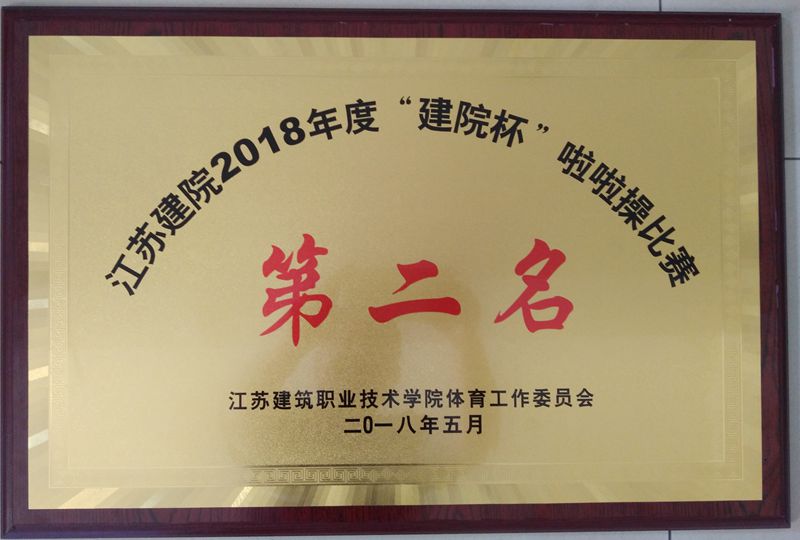 江苏建院2018年度“建院杯”啦啦操比赛
第二名
江苏建筑职业技术学院体育工作委员会
二0一八年五月